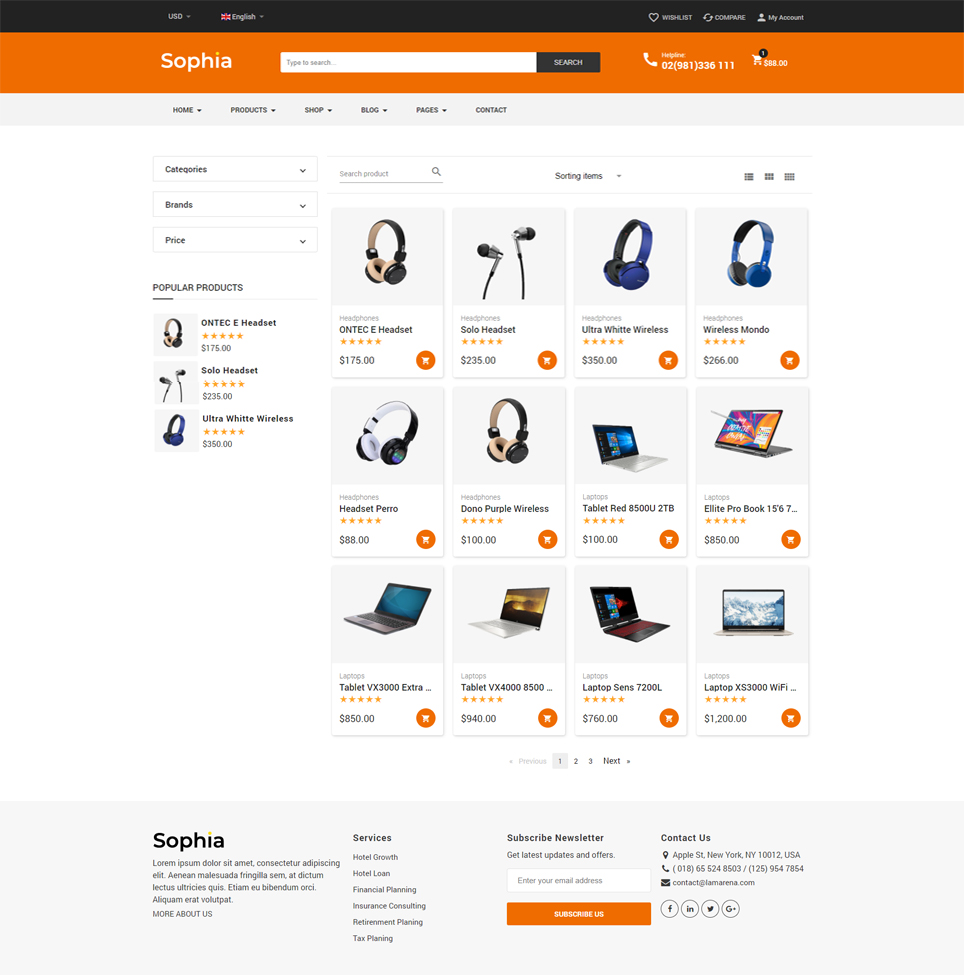 USD English WISHLIST COMPARE My Account
Sophia Type to search... SEARCH Helpline: 02(981)336 111 1 $88.00
HOME PRODUCTS SHOP BLOG PAGES CONTACT
Categories
Brands
Price
POPULAR PRODUCTS
ONTEC E Headset
$175.00
Solo Headset
$235.00
Ultra Whitte Wireless
$350.00
Search product Sorting items
Headphones Headphones Headphones Headphones
ONTEC E Headset Solo Headset Ultra Whitte Wireless Wireless Mondo
$175.00 $235.00 $350.00 $266.00
Headphones Headphones Laptops Laptops
Headset Perro Dono Purple Wireless Tablet Red 8500U 2TB Ellite Pro Book 15'6 7...
$88.00 $100.00 $100.00 $850.00
Laptops Laptops Laptops Laptops
Tablet VX3000 Extra ... Tablet VX4000 8500 ... Laptop Sens 7200L Laptop XS3000 WiFi ...
$850.00 $940.00 $760.00 $1,200.00
« Previous 1 2 3 Next »
Sophia
Lorem ipsum dolor sit amet, consectetur adipiscing
elit. Aenean malesuada fringilla sem, at dictum
lectus ultricies quis. Etiam eu bibendum orci.
Aliquam erat volutpat.
MORE ABOUT US
Services
Hotel Growth
Hotel Loan
Financial Planning
Insurance Consulting
Retirenment Planing
Tax Planing
Subscribe Newsletter
Get latest updates and offers.
Enter your email address
SUBSCRIBE US
Contact Us
Apple St, New York, NY 10012, USA
( 018) 65 524 8503 / (125) 954 7854
contact@lamarena.com